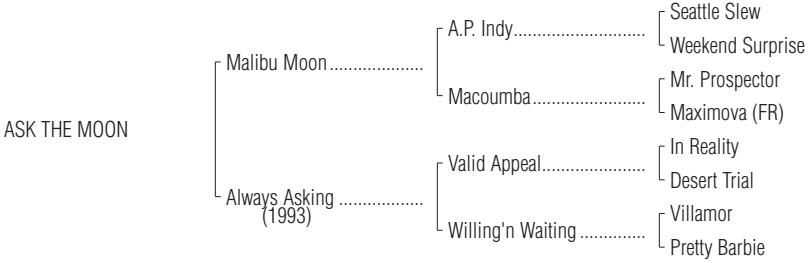 Seattle Slew
A.P. Indy..............................
Weekend Surprise
Malibu Moon.....................
Mr. Prospector
Macoumba..........................
Maximova (FR)
ASK THE MOON
In Reality
Valid Appeal........................
Desert Trial
Always Asking ...................
(1993)
Villamor
Willing'n Waiting ...............
Pretty Barbie